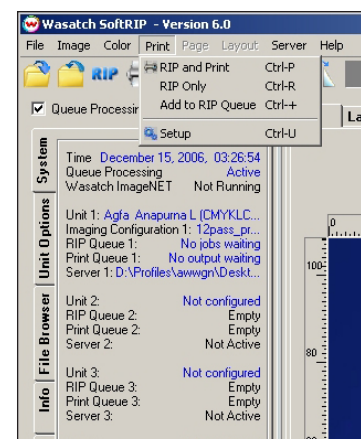 Wasatch SoftRIP - Version 6.0
File Image Color Print Page Layout Server Help
RIP
RIP and Print Ctrl-P
RIP Only Ctrl-R
Add to RIP Queue Ctrl-+
Setup Ctrl-U
Queue Processin
La
System
Unit Options
File Browser
Info
Time December 15, 2006, 03:26:54
Queue Processing Active
Wasatch ImageNET Not Running
Unit 1: Agfa Anapurna L (CMYKLC...
Imaging Configuration 1: 12pass_pr...
RIP Queue 1: No jobs waiting
Print Queue 1: No output waiting
Server 1: D:\Profiles\awwgn\Deskt...
Unit 2: Not configured
RIP Queue 2: Empty
Print Queue 2: Empty
Server 2: Not Active
Unit 3: Not configured
RIP Queue 3: Empty
Print Queue 3: Empty
Server 3: Not Active
0
100
80